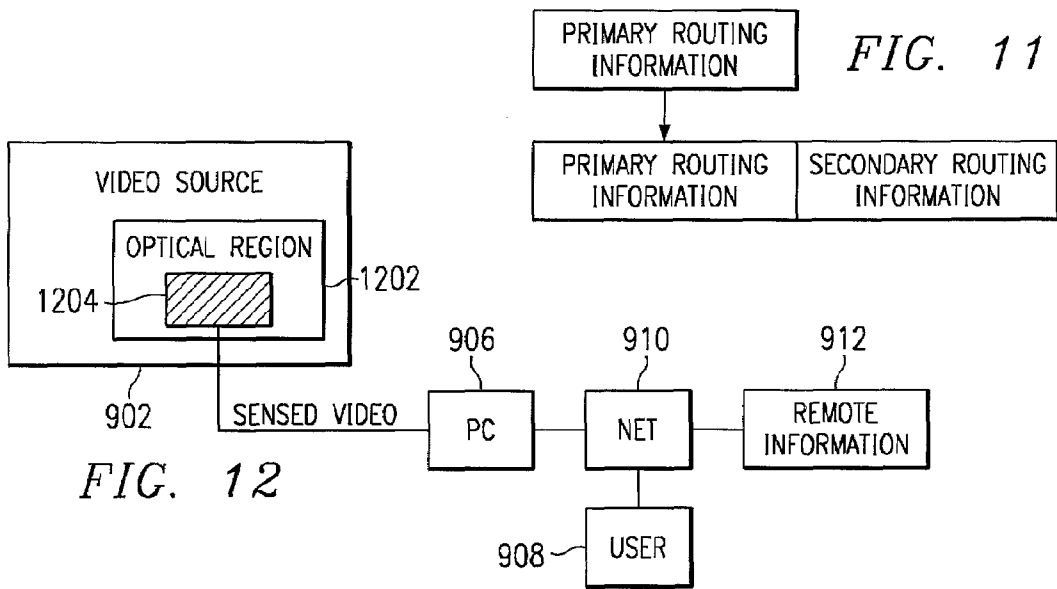 PRIMARY ROUTING
INFORMATION
FIG. 11
PRIMARY ROUTING
INFORMATION
SECONDARY ROUTING
INFORMATION
VIDEO SOURCE
OPTICAL REGION
1204
1202
902
SENSED VIDEO
906
PC
910
NET
912
REMOTE
INFORMATION
908
USER
FIG. 12